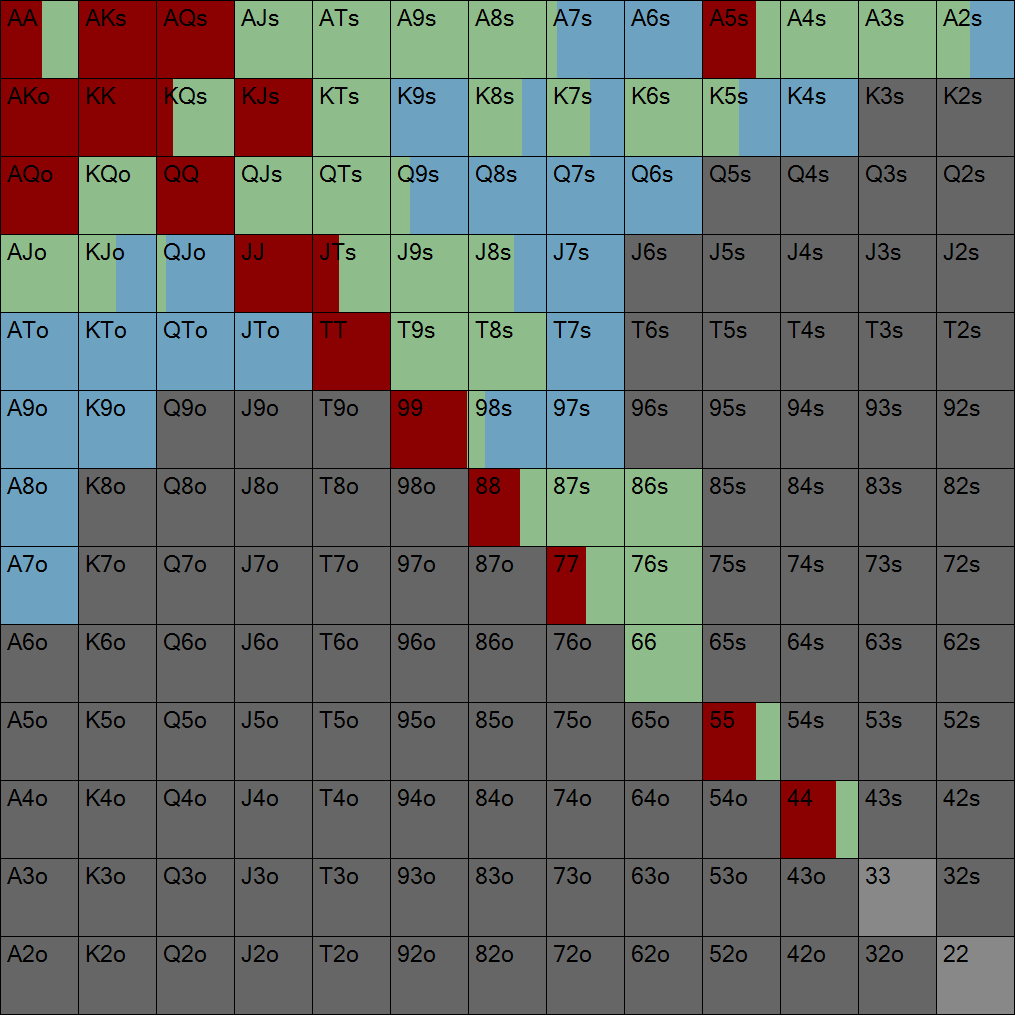 AA AKs AQs AJs ATs A9s A8s A7s A6s A5s A4s A3s A2s
AKo KK KQs KJs KTs K9s K8s K7s K6s K5s K4s K3s K2s
AQo KQo QQ QJs QTs Q9s Q8s Q7s Q6s Q5s Q4s Q3s Q2s
AJo KJo QJo JJ JTs J9s J8s J7s J6s J5s J4s J3s J2s
ATo KTo QTo JTo TT T9s T8s T7s T6s T5s T4s T3s T2s
A9o K9o Q9o J9o T9o 99 98s 97s 96s 95s 94s 93s 92s
A8o K8o Q8o J8o T8o 98o 88 87s 86s 85s 84s 83s 82s
A7o K7o Q7o J7o T7o 97o 87o 77 76s 75s 74s 73s 72s
A6o K6o Q6o J6o T6o 96o 86o 76o 66 65s 64s 63s 62s
A5o K5o Q5o J5o T5o 95o 85o 75o 65o 55 54s 53s 52s
A4o K4o Q4o J4o T4o 94o 84o 74o 64o 54o 44 43s 42s
A3o K3o Q3o J3o T3o 93o 83o 73o 63o 53o 43o 33 32s
A2o K2o Q2o J2o T2o 92o 82o 72o 62o 52o 42o 32o 22